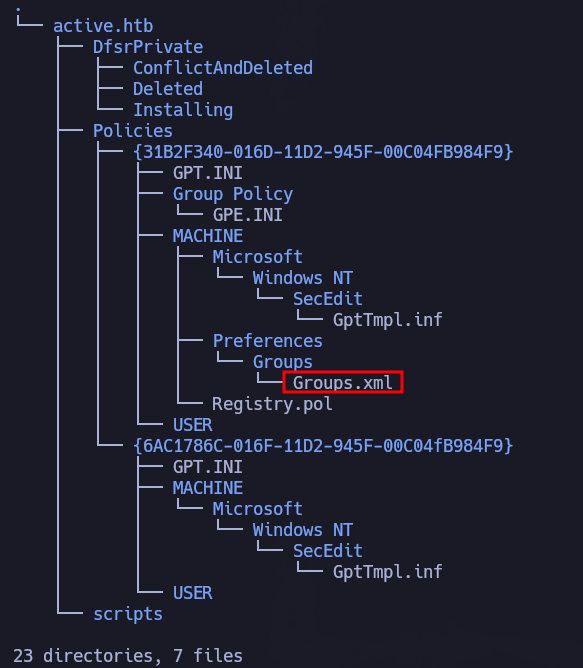 .
└── active.htb
    ├── DfsrPrivate
    │   ├── ConflictAndDeleted
    │   ├── Deleted
    │   └── Installing
    ├── Policies
    │   ├── {31B2F340-016D-11D2-945F-00C04FB984F9}
    │   │   ├── GPT.INI
    │   │   ├── Group Policy
    │   │   │   └── GPE.INI
    │   │   ├── MACHINE
    │   │   │   ├── Microsoft
    │   │   │   │   └── Windows NT
    │   │   │   │       └── SecEdit
    │   │   │   │           └── GptTmpl.inf
    │   │   │   ├── Preferences
    │   │   │   │   └── Groups
    │   │   │   │       └── Groups.xml
    │   │   │   └── Registry.pol
    │   │   └── USER
    │   └── {6AC1786C-016F-11D2-945F-00C04fB984F9}
    │       ├── GPT.INI
    │       ├── MACHINE
    │       │   └── Microsoft
    │       │       └── Windows NT
    │       │           └── SecEdit
    │       │               └── GptTmpl.inf
    │       └── USER
    └── scripts

23 directories, 7 files